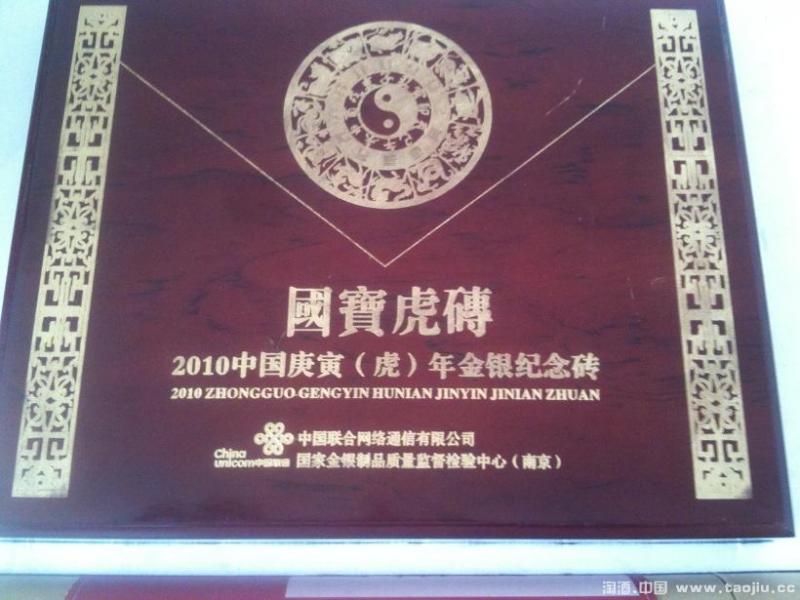 國寶虎磚
2010中国庚寅（虎）年金银纪念砖
2010 ZHONGGUO GENGYIN HUNIAN JINYIN JINIAN ZHUAN
China
unicom中国联通
中国联合网络通信有限公司
国家金银制品质量监督检验中心（南京）
淘酒.中国 www.taojiu.cc